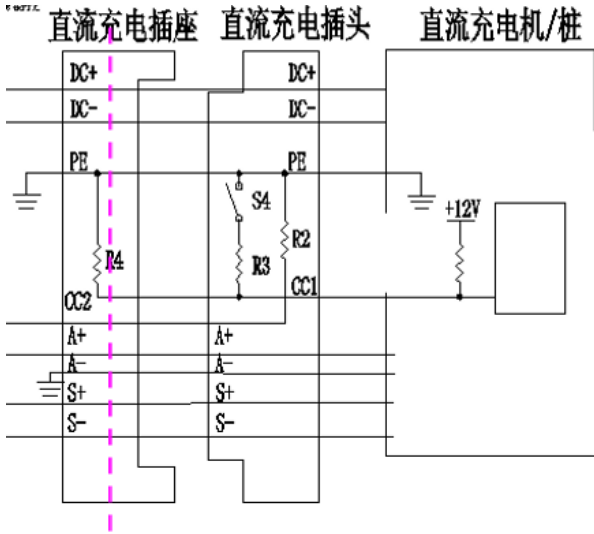 直流充电插座 直流充电插头 直流充电机/桩
DC+ DC+
DC- DC-
PE PE
S4 +12V
R2
R4 R3
CC2 CC1
A+ A+
A- A-
S+ S+
S- S-